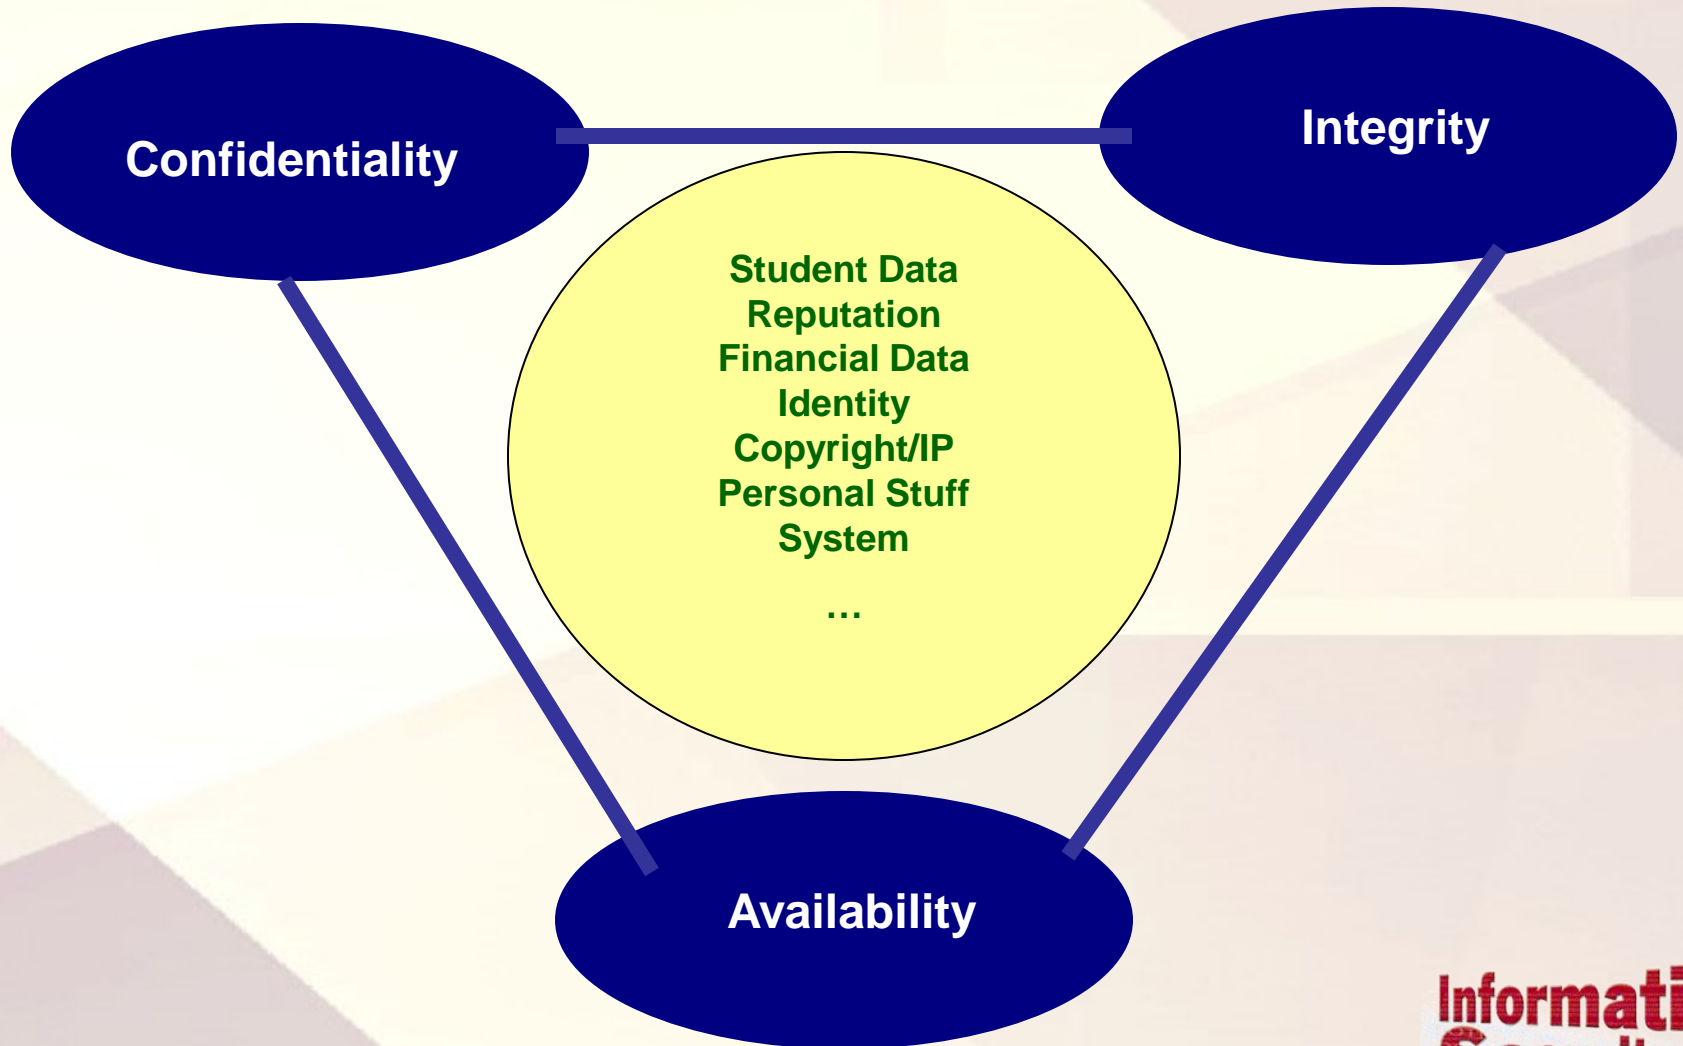 Confidentiality
Integrity
Student Data
Reputation
Financial Data
Identity
Copyright/IP
Personal Stuff
System
…
Availability
Informati